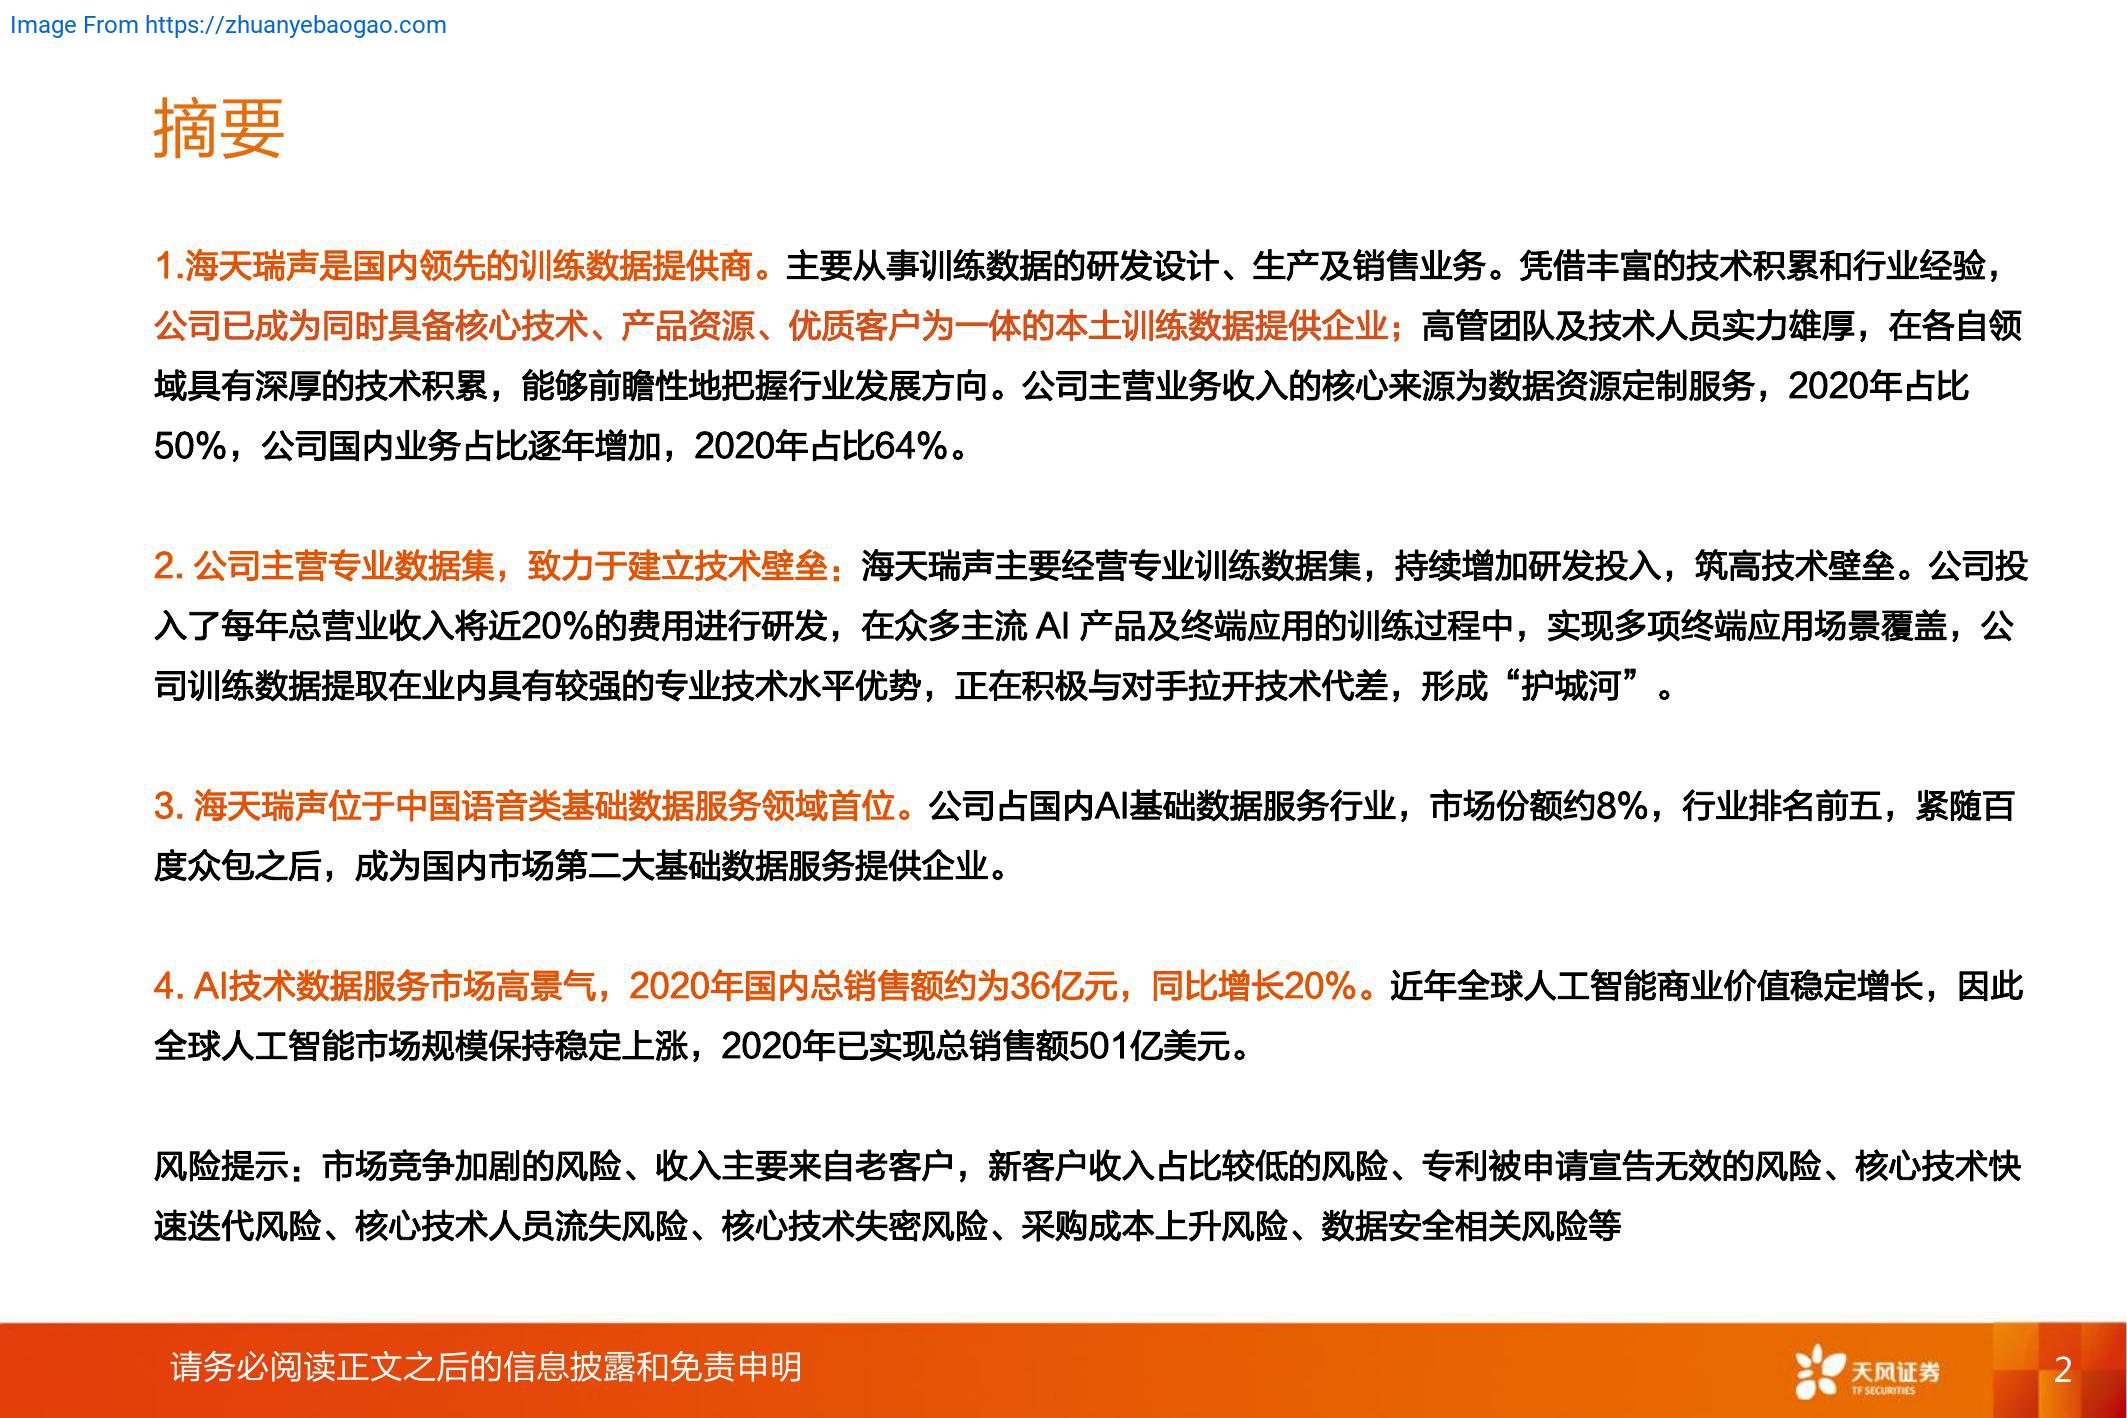 Image From https://zhuanyebaogao.com
摘要
1.海天瑞声是国内领先的训练数据提供商。主要从事训练数据的研发设计、生产及销售业务。凭借丰富的技术积累和行业经验，
公司已成为同时具备核心技术、产品资源、优质客户为一体的本土训练数据提供企业；高管团队及技术人员实力雄厚，在各自领
域具有深厚的技术积累，能够前瞻性地把握行业发展方向。公司主营业务收入的核心来源为数据资源定制服务，2020年占比
50%，公司国内业务占比逐年增加，2020年占比64%。
2. 公司主营专业数据集，致力于建立技术壁垒：海天瑞声主要经营专业训练数据集，持续增加研发投入，筑高技术壁垒。公司投
入了每年总营业收入将近20%的费用进行研发，在众多主流 AI 产品及终端应用的训练过程中，实现多项终端应用场景覆盖，公
司训练数据提取在业内具有较强的专业技术水平优势，正在积极与对手拉开技术代差，形成“护城河”。
3. 海天瑞声位于中国语音类基础数据服务领域首位。公司占国内AI基础数据服务行业，市场份额约8%，行业排名前五，紧随百
度众包之后，成为国内市场第二大基础数据服务提供企业。
4. AI技术数据服务市场高景气，2020年国内总销售额约为36亿元，同比增长20%。近年全球人工智能商业价值稳定增长，因此
全球人工智能市场规模保持稳定上涨，2020年已实现总销售额501亿美元。
风险提示：市场竞争加剧的风险、收入主要来自老客户，新客户收入占比较低的风险、专利被申请宣告无效的风险、核心技术快
速迭代风险、核心技术人员流失风险、核心技术失密风险、采购成本上升风险、数据安全相关风险等
请务必阅读正文之后的信息披露和免责申明
天风证券
TF SECURITIES
2